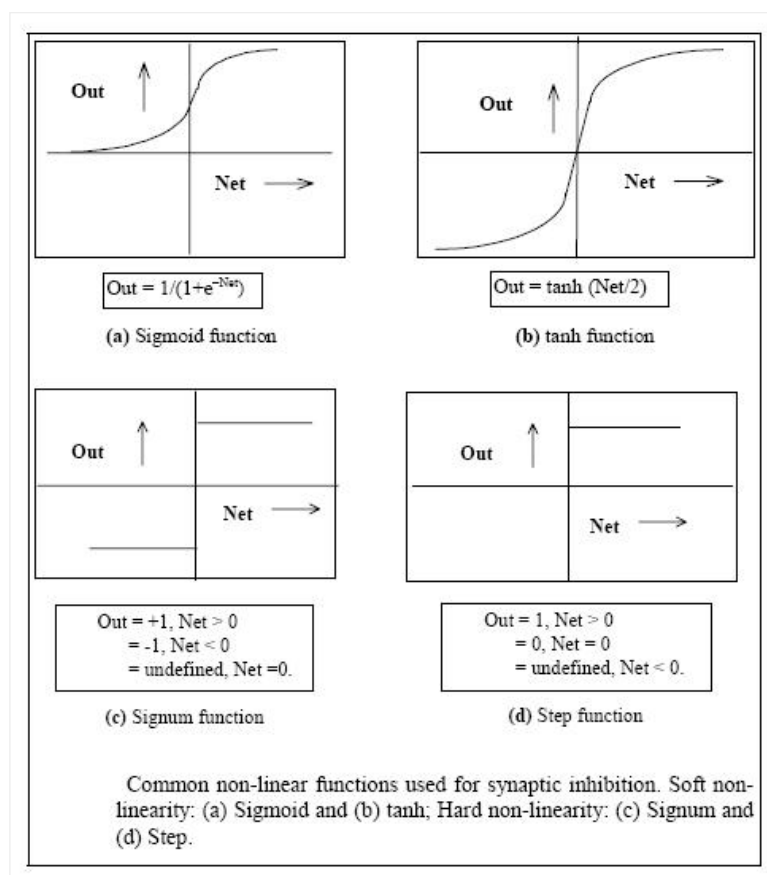 Out
Net
Out = 1/(1+e^–Net)
(a) Sigmoid function
Out
Net
Out = tanh (Net/2)
(b) tanh function
Out
Net
Out = +1, Net > 0
= -1, Net < 0
= undefined, Net =0.
(c) Signum function
Out
Net
Out = 1, Net > 0
= 0, Net = 0
= undefined, Net < 0.
(d) Step function
Common non-linear functions used for synaptic inhibition. Soft non-
linearity: (a) Sigmoid and (b) tanh; Hard non-linearity: (c) Signum and
(d) Step.